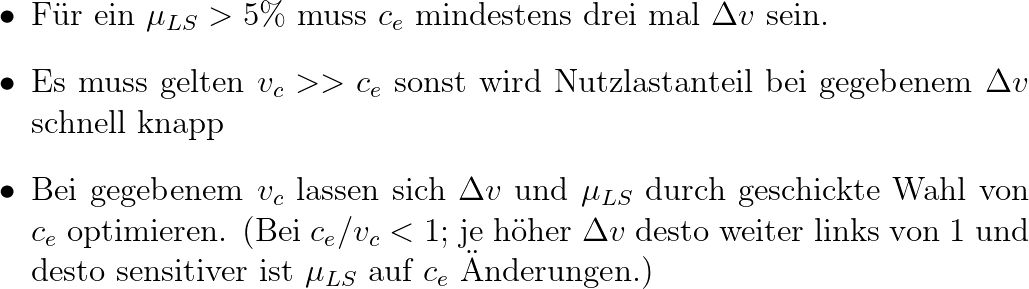 • Für ein $\mu_{LS} > 5\%$ muss $c_e$ mindestens drei mal $\Delta v$ sein.
• Es muss gelten $v_c >> c_e$ sonst wird Nutzlastanteil bei gegebenem $\Delta v$
schnell knapp
• Bei gegebenem $v_c$ lassen sich $\Delta v$ und $\mu_{LS}$ durch geschickte Wahl von
$c_e$ optimieren. (Bei $c_e/v_c < 1$; je höher $\Delta v$ desto weiter links von 1 und
desto sensitiver ist $\mu_{LS}$ auf $c_e$ Änderungen.)